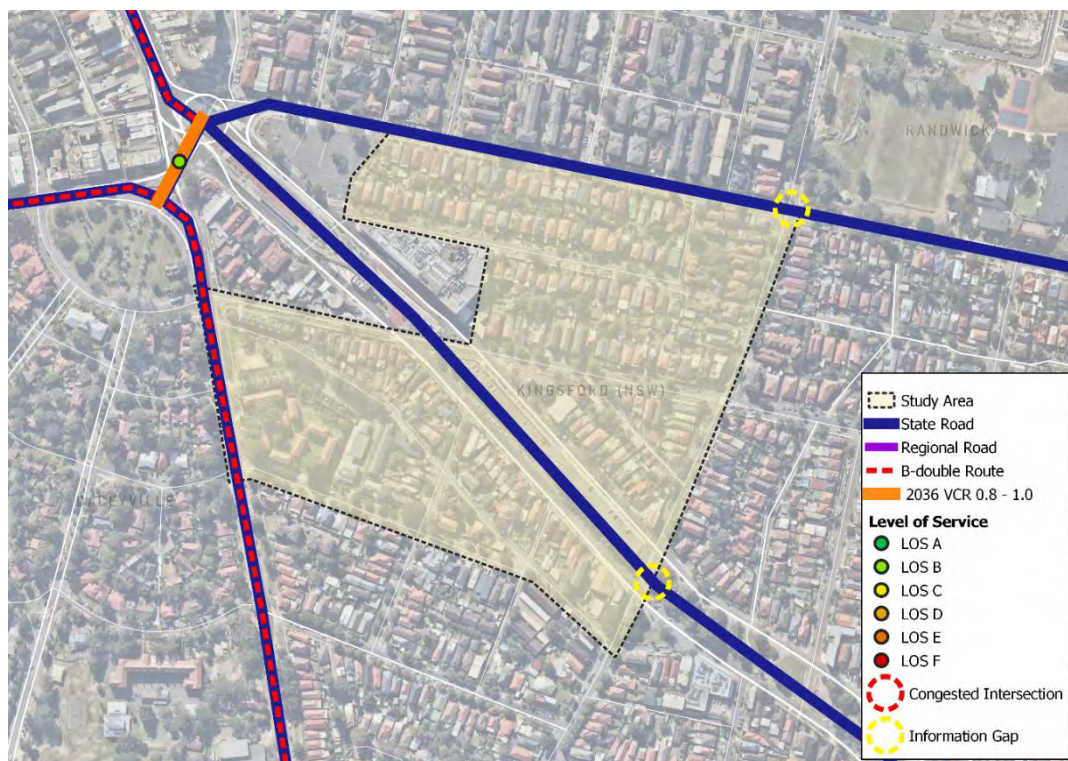 RANDWICK
KINGSFORD (NSW)
DACEYVILLE
Study Area
State Road
Regional Road
B-double Route
2036 VCR 0.8 - 1.0
Level of Service
LOS A
LOS B
LOS C
LOS D
LOS E
LOS F
Congested Intersection
Information Gap